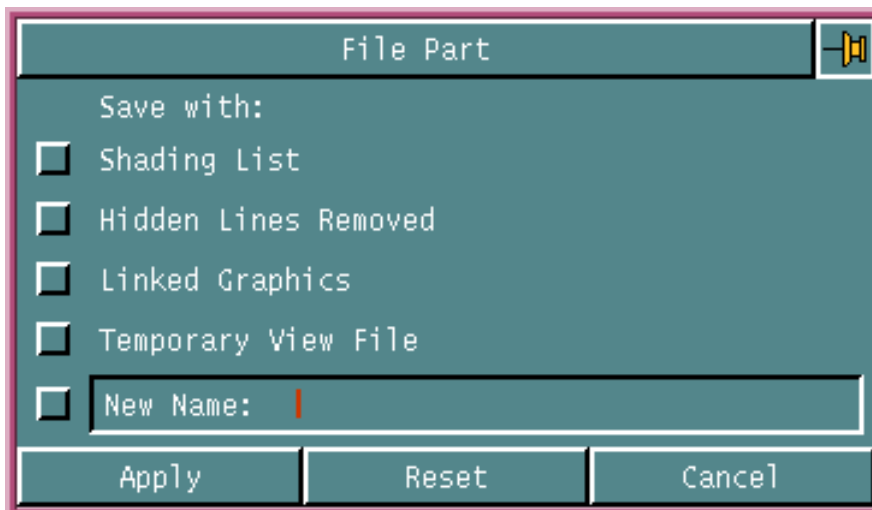 File Part
Save with:
Shading List
Hidden Lines Removed
Linked Graphics
Temporary View File
New Name:
Apply Reset Cancel